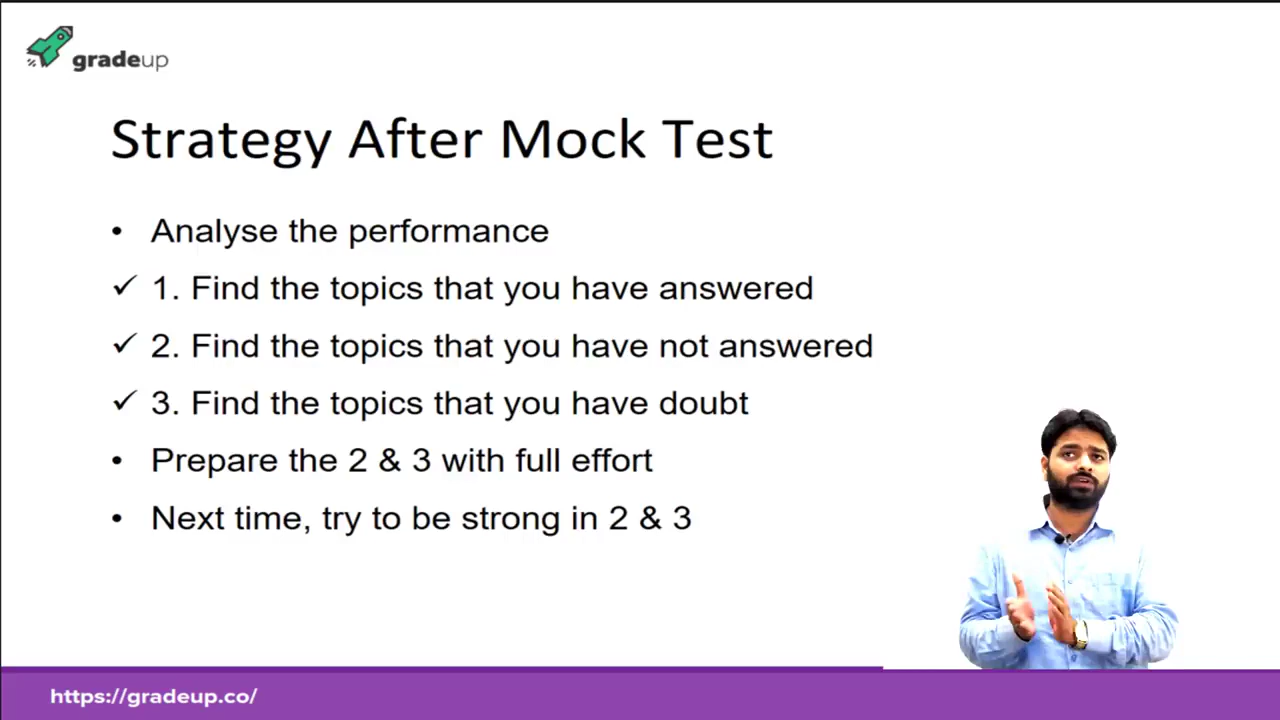 gradeup
Strategy After Mock Test
• Analyse the performance
✓ 1. Find the topics that you have answered
✓ 2. Find the topics that you have not answered
✓ 3. Find the topics that you have doubt
• Prepare the 2 & 3 with full effort
• Next time, try to be strong in 2 & 3
https://gradeup.co/